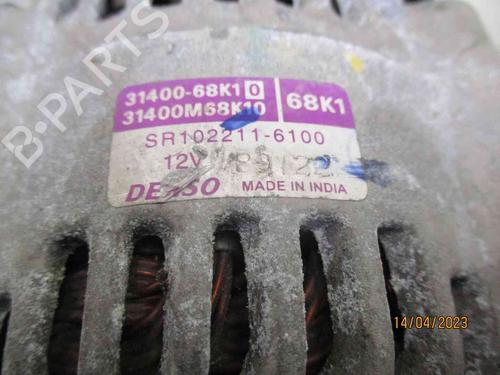 31400-68K10
31400M68K10
68K1
SR102211-6100
12V
DENSO
MADE IN INDIA
B-PARTS
14/04/2023